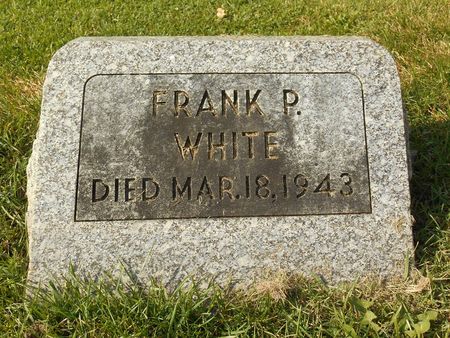 FRANK P.
WHITE
DIED MAR. 18, 1943